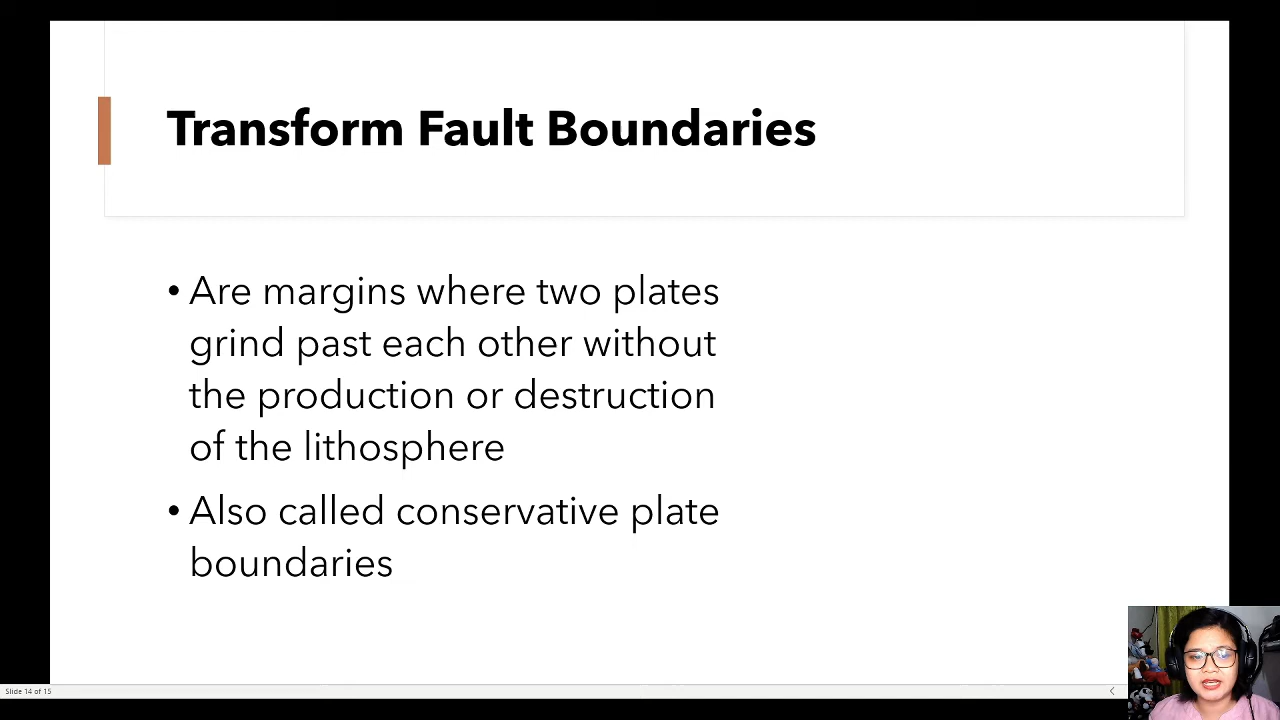 Transform Fault Boundaries
• Are margins where two plates
grind past each other without
the production or destruction
of the lithosphere
• Also called conservative plate
boundaries
Slide 14 of 15